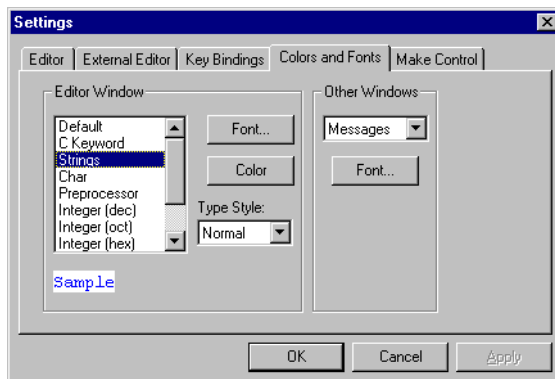 Settings
Editor External Editor Key Bindings Colors and Fonts Make Control
Editor Window
Default
C Keyword
Strings
Char
Preprocessor
Integer (dec)
Integer (oct)
Integer (hex)
Font...
Color
Type Style:
Normal
Sample
Other Windows
Messages
Font...
OK Cancel Apply